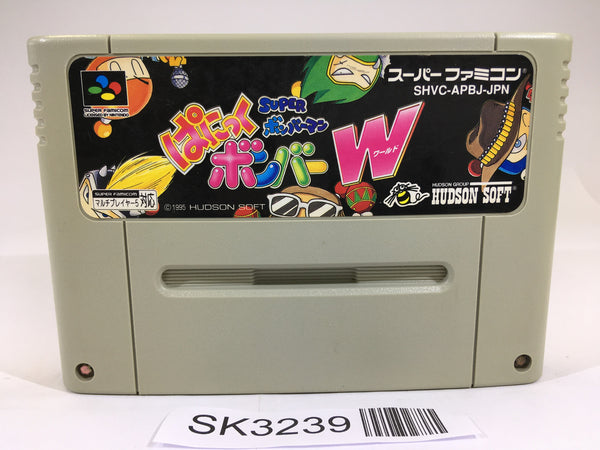 SUPER FAMICOM
LICENSED BY NINTENDO
スーパーファミコン
SHVC-APBJ-JPN
SUPER
ボンバーマン
ぱにっく
ボンバー
W
ワールド
SUPER FAMICOM
マルチプレイヤー5
対応
©1995 HUDSON SOFT
HUDSON GROUP
HUDSON SOFT
SK3239